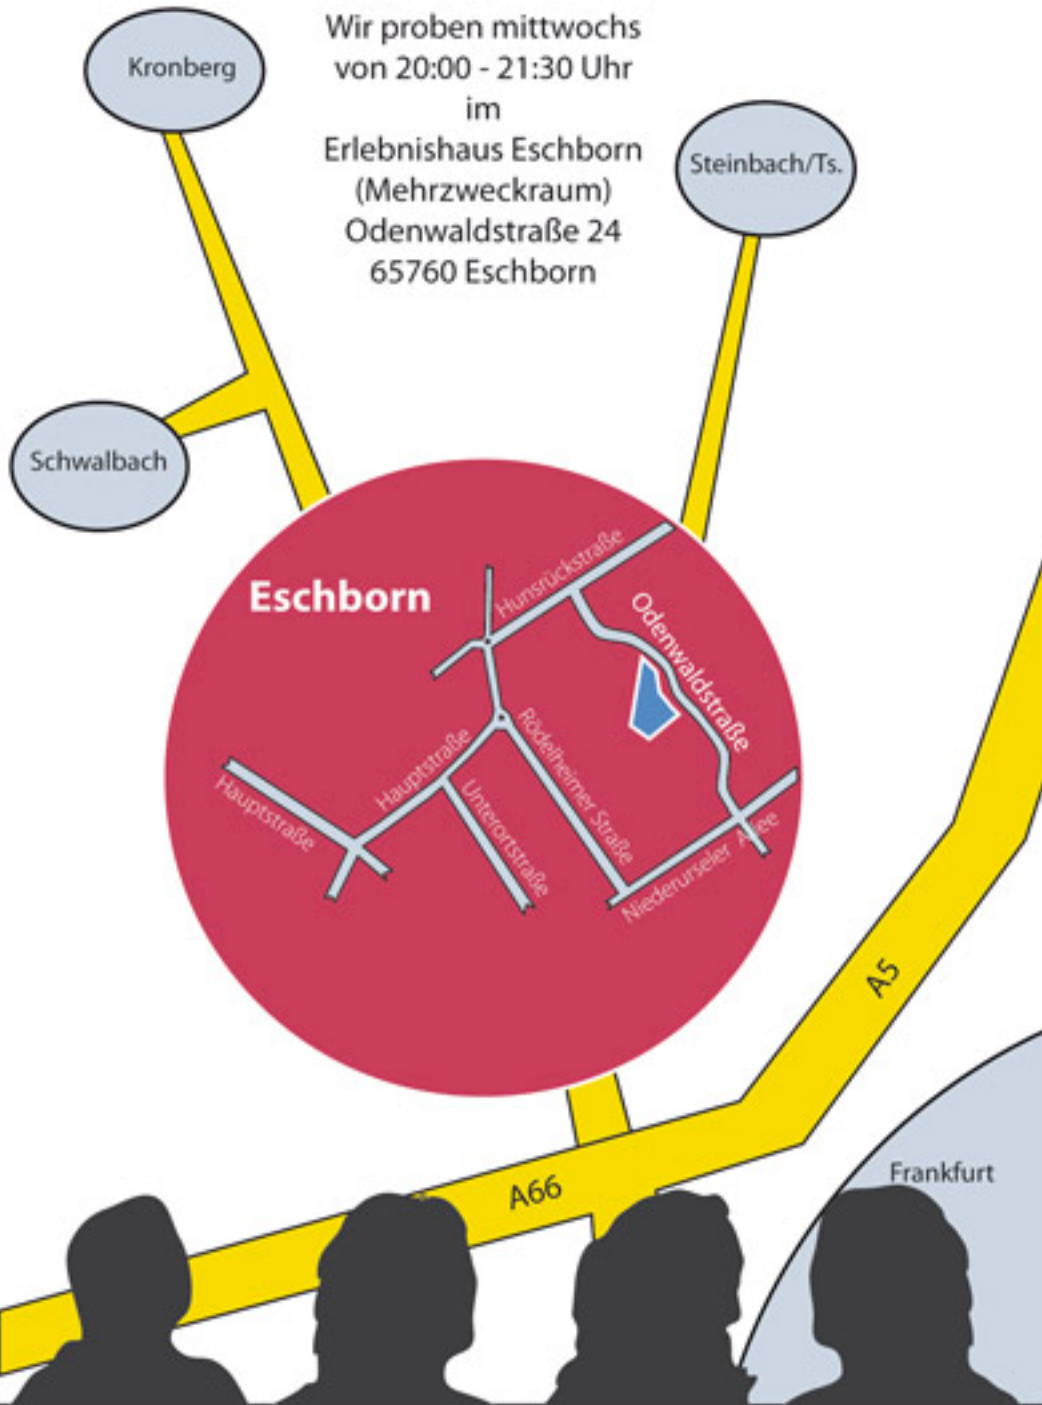 Kronberg
Wir proben mittwochs
von 20:00 - 21:30 Uhr
im
Erlebnishaus Eschborn
(Mehrzweckraum)
Odenwaldstraße 24
65760 Eschborn
Steinbach/Ts.
Schwalbach
Eschborn
Hunsrückstraße
Odenwaldstraße
Hauptstraße
Hauptstraße
Unterortstraße
Rödelheimer Straße
Niederurseler Allee
A5
A66
Frankfurt